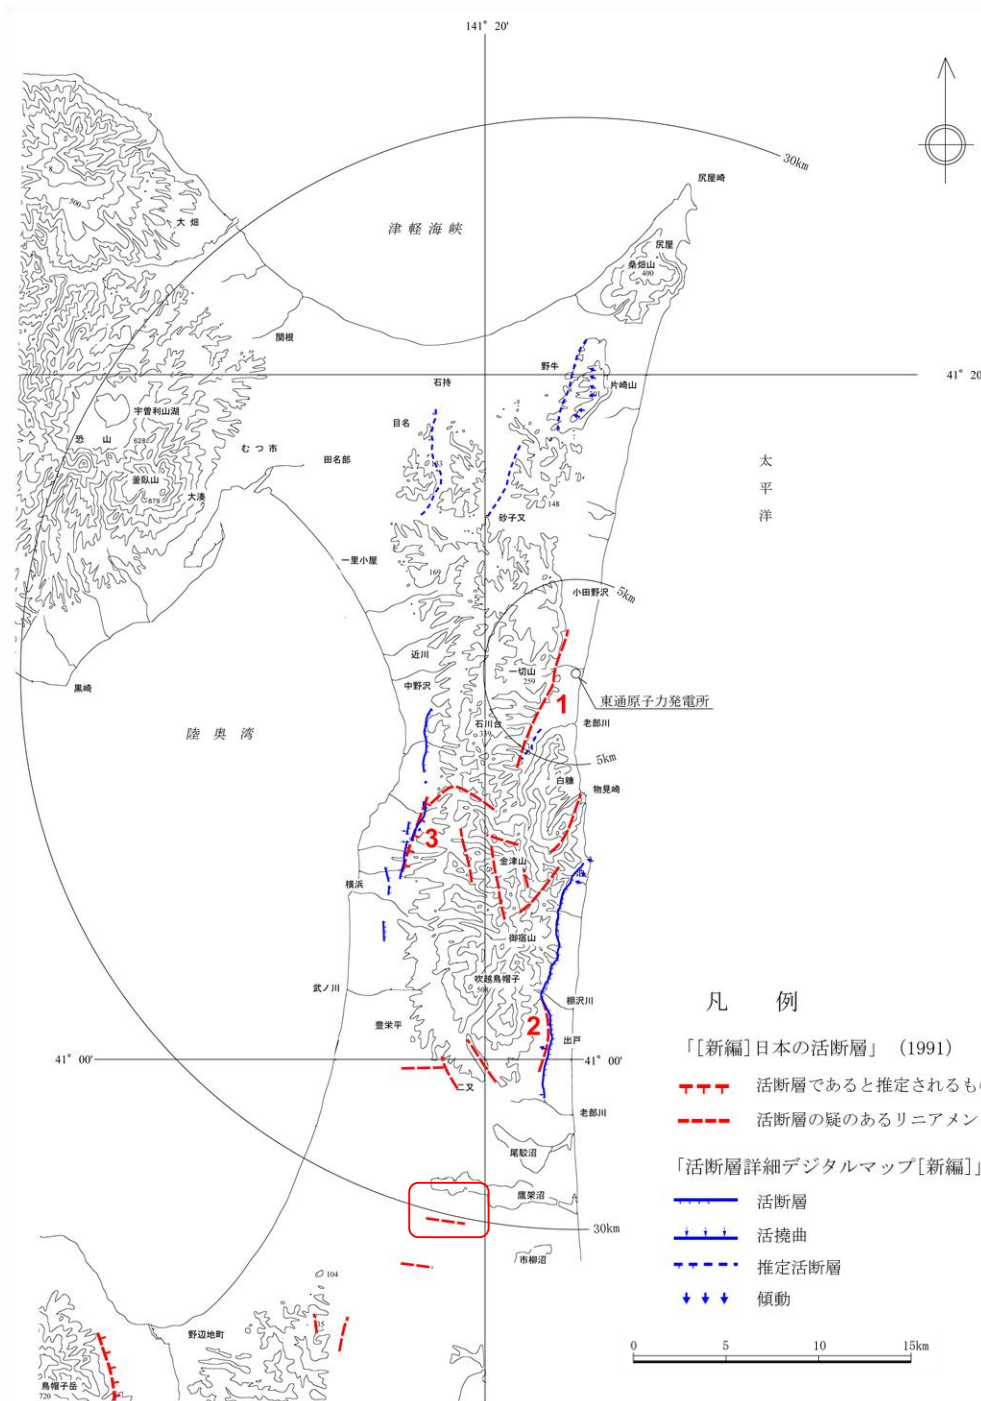 141° 20'
30km
尻屋崎
津軽海峡
尻屋
桑畑山
400
大畑
500
関根
野牛
石持
41° 20
片崎山
目名
宇曽利山湖
恐山
628
むつ市
田名部
釜臥山
879
大湊
太平洋
砂子又
148
一里小屋
169
小田野沢
5km
近川
一切山
259
中野沢
黒崎
1
東通原子力発電所
石川台
339
老部川
陸奥湾
5km
白糠
物見崎
3
金津山
泊
横浜
御宿山
吹越烏帽子
508
武ノ川
棚沢川
豊栄平
2
出戸
41° 00'
41° 00'
二又
老部川
尾駮沼
鷹架沼
30km
市柳沼
104
野辺地町
烏帽子岳
720
凡 例
「[新編]日本の活断層」（1991）
活断層であると推定されるも
活断層の疑のあるリニアメン
「活断層詳細デジタルマップ[新編]」
活断層
活撓曲
推定活断層
傾動
0 5 10 15km